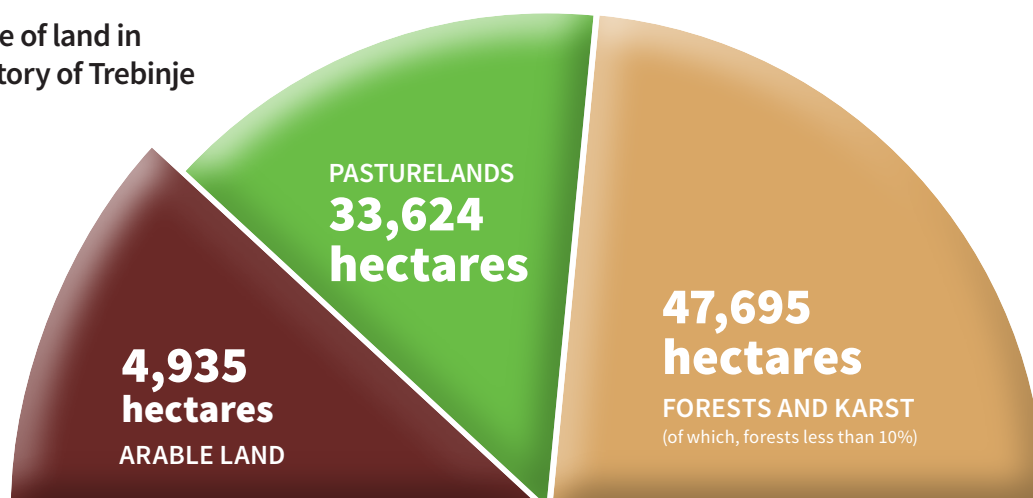 e of land in
tory of Trebinje
PASTURELANDS
33,624
hectares
47,695
hectares
FORESTS AND KARST
(of which, forests less than 10%)
4,935
hectares
ARABLE LAND